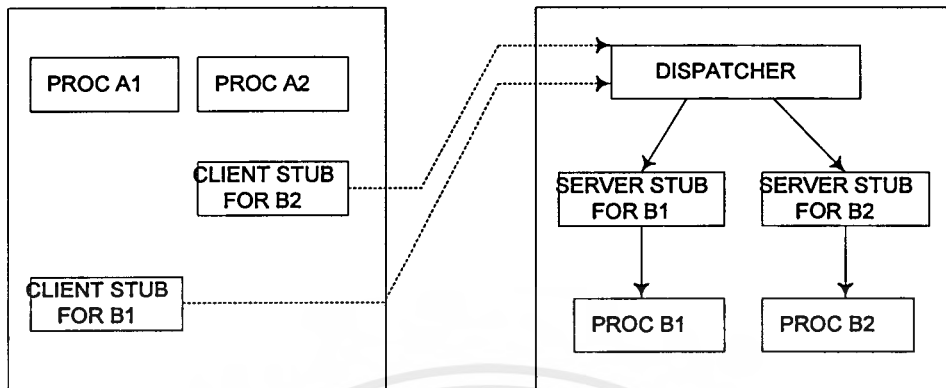 PROC A1
PROC A2
CLIENT STUB
FOR B2
CLIENT STUB
FOR B1
DISPATCHER
SERVER STUB
FOR B1
SERVER STUB
FOR B2
PROC B1
PROC B2